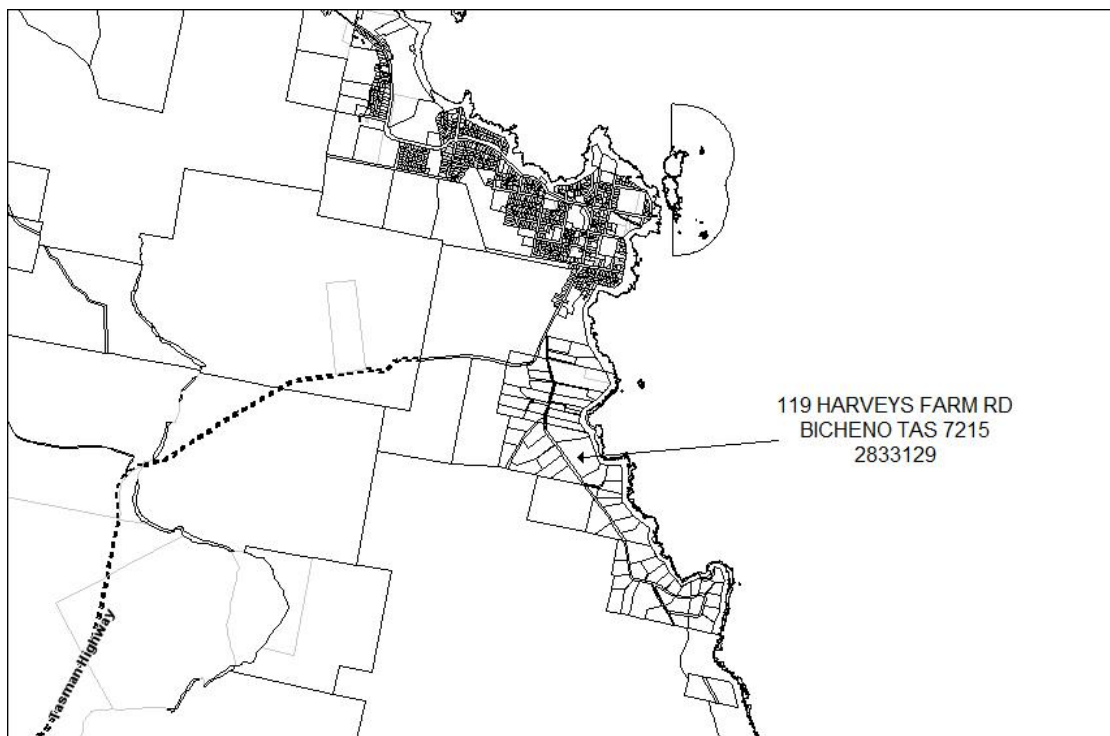 119 HARVEYS FARM RD
BICHENO TAS 7215
2833129
Tasman Highway